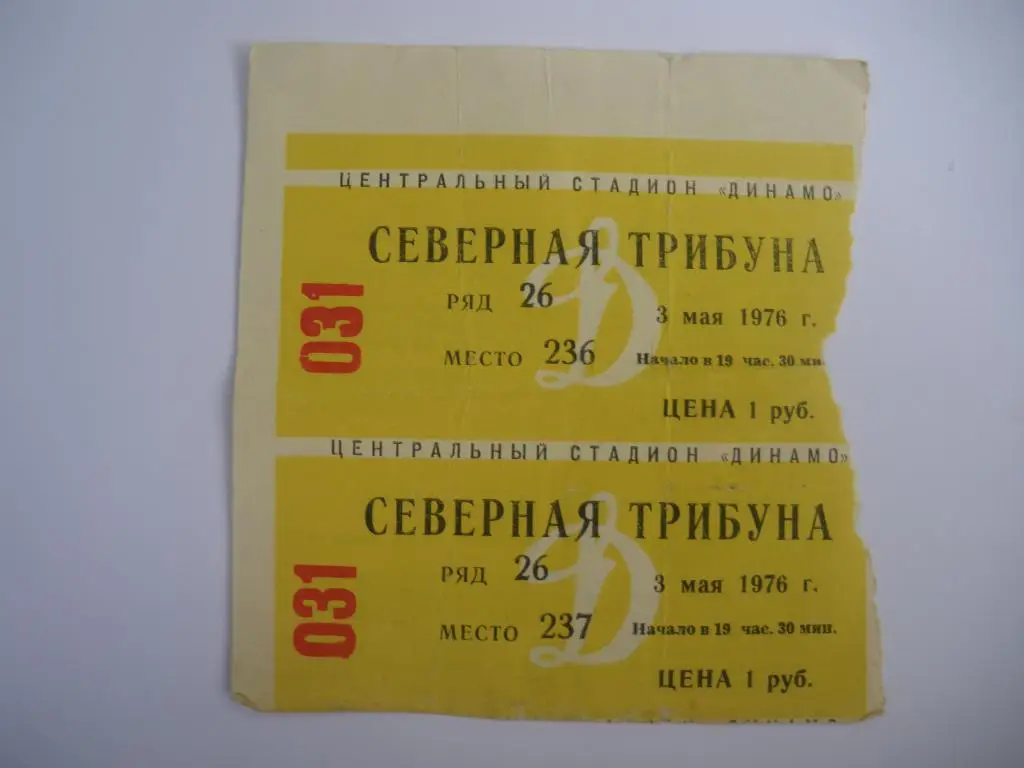 ЦЕНТРАЛЬНЫЙ СТАДИОН «ДИНАМО»
СЕВЕРНАЯ ТРИБУНА
031
РЯД 26
3 мая 1976 г.
МЕСТО 236
Начало в 19 час. 30 ми
ЦЕНА 1 руб.
ЦЕНТРАЛЬНЫЙ СТАДИОН «ДИНАМО»
СЕВЕРНАЯ ТРИБУНА
031
РЯД 26
3 мая 1976 г.
МЕСТО 237
Начало в 19 час. 30 мин.
ЦЕНА 1 руб.